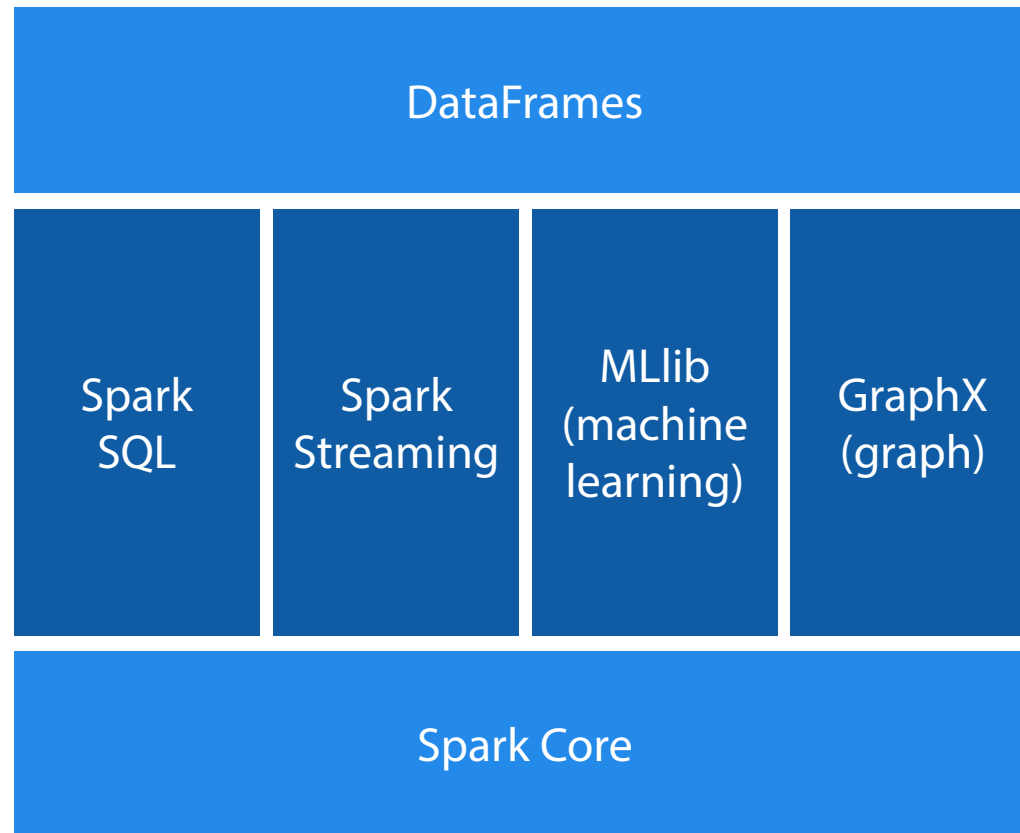 DataFrames
Spark
SQL
Spark
Streaming
MLlib
(machine
learning)
GraphX
(graph)
Spark Core